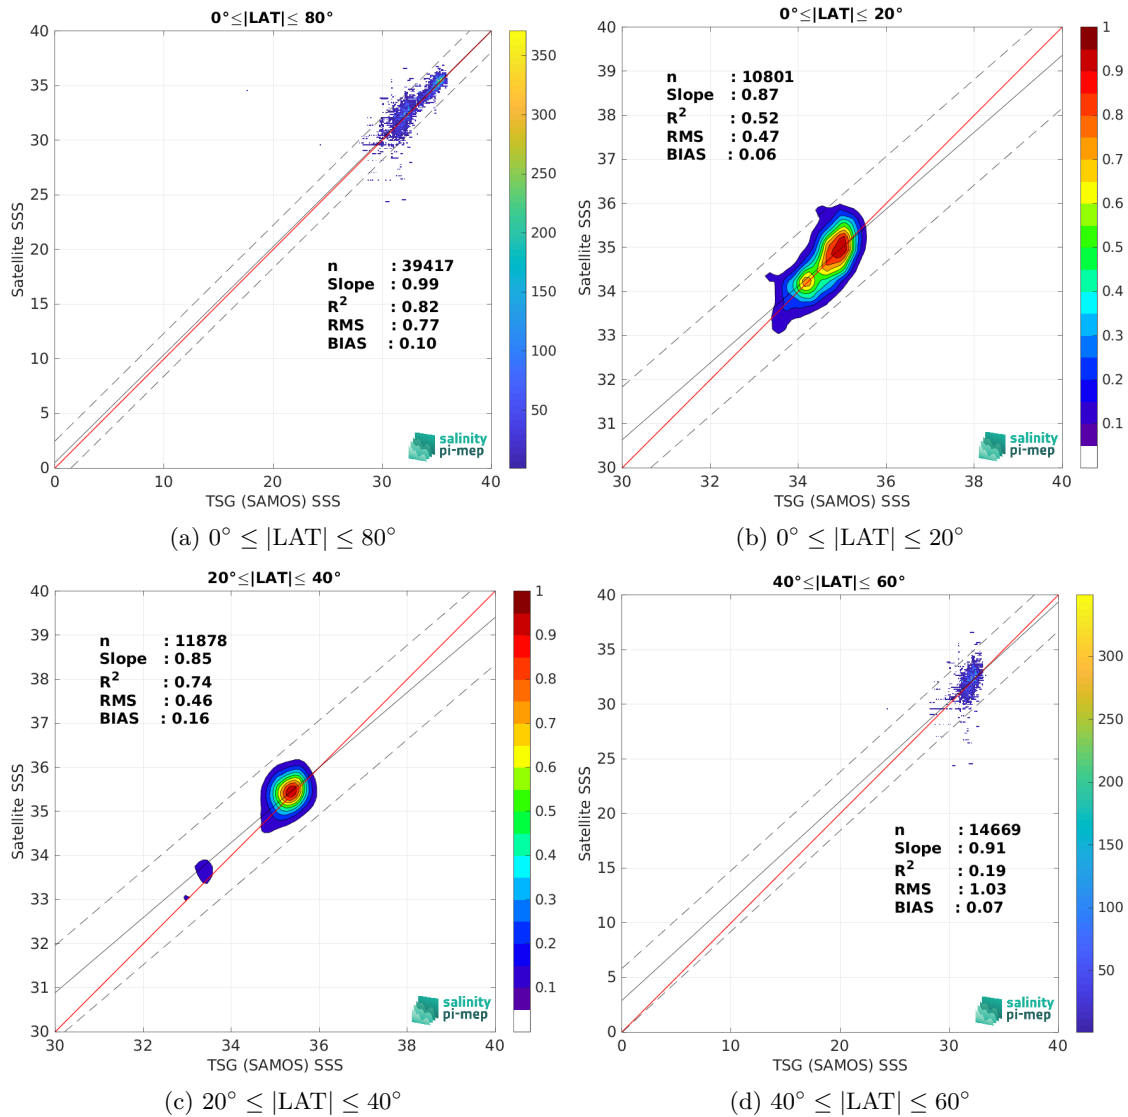 0°≤|LAT|≤ 80°
40
35
30
25
20
15
10
5
0
0
10
20
30
40
Satellite SSS
TSG (SAMOS) SSS
n : 39417
Slope : 0.99
R² : 0.82
RMS : 0.77
BIAS : 0.10
salinity
pi-mep
350
300
250
200
150
100
50
(a) 0° ≤ |LAT| ≤ 80°
0°≤|LAT|≤ 20°
40
39
38
37
36
35
34
33
32
31
30
30
32
34
36
38
40
Satellite SSS
TSG (SAMOS) SSS
n : 10801
Slope : 0.87
R² : 0.52
RMS : 0.47
BIAS : 0.06
salinity
pi-mep
1
0.9
0.8
0.7
0.6
0.5
0.4
0.3
0.2
0.1
(b) 0° ≤ |LAT| ≤ 20°
20°≤|LAT|≤ 40°
40
39
38
37
36
35
34
33
32
31
30
30
32
34
36
38
40
Satellite SSS
TSG (SAMOS) SSS
n : 11878
Slope : 0.85
R² : 0.74
RMS : 0.46
BIAS : 0.16
salinity
pi-mep
1
0.9
0.8
0.7
0.6
0.5
0.4
0.3
0.2
0.1
(c) 20° ≤ |LAT| ≤ 40°
40°≤|LAT|≤ 60°
40
35
30
25
20
15
10
5
0
0
10
20
30
40
Satellite SSS
TSG (SAMOS) SSS
n : 14669
Slope : 0.91
R² : 0.19
RMS : 1.03
BIAS : 0.07
salinity
pi-mep
300
250
200
150
100
50
(d) 40° ≤ |LAT| ≤ 60°